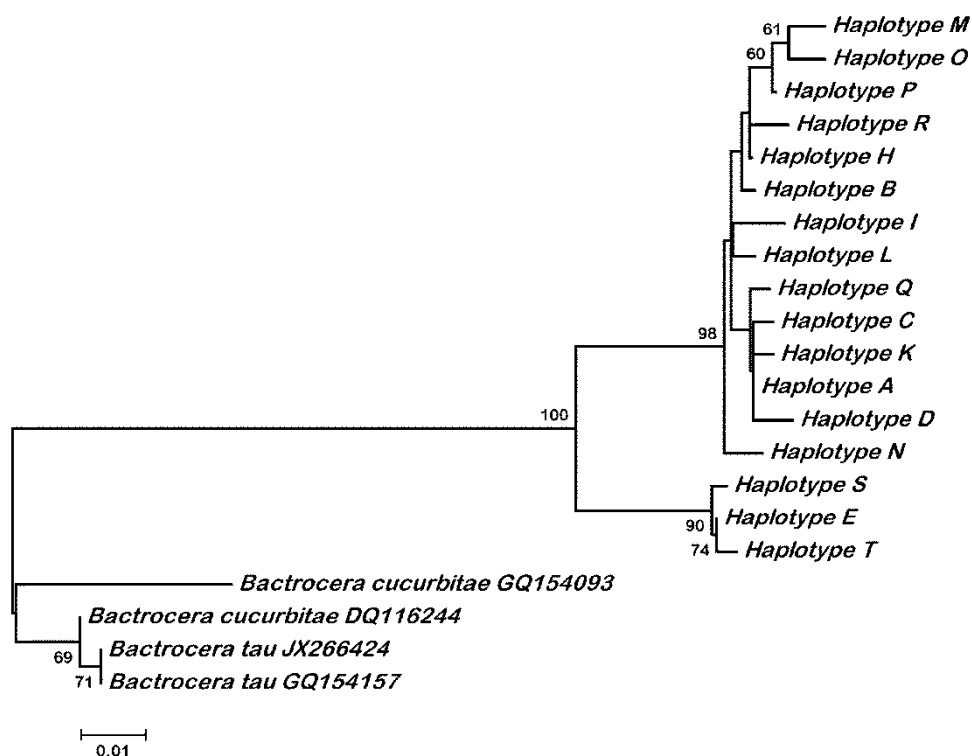 61 Haplotype M
60 Haplotype O
Haplotype P
Haplotype R
Haplotype H
Haplotype B
Haplotype I
Haplotype L
Haplotype Q
98 Haplotype C
Haplotype K
Haplotype A
100 Haplotype D
Haplotype N
Haplotype S
90 Haplotype E
74 Haplotype T
Bactrocera cucurbitae GQ154093
Bactrocera cucurbitae DQ116244
69 Bactrocera tau JX266424
71 Bactrocera tau GQ154157
0.01